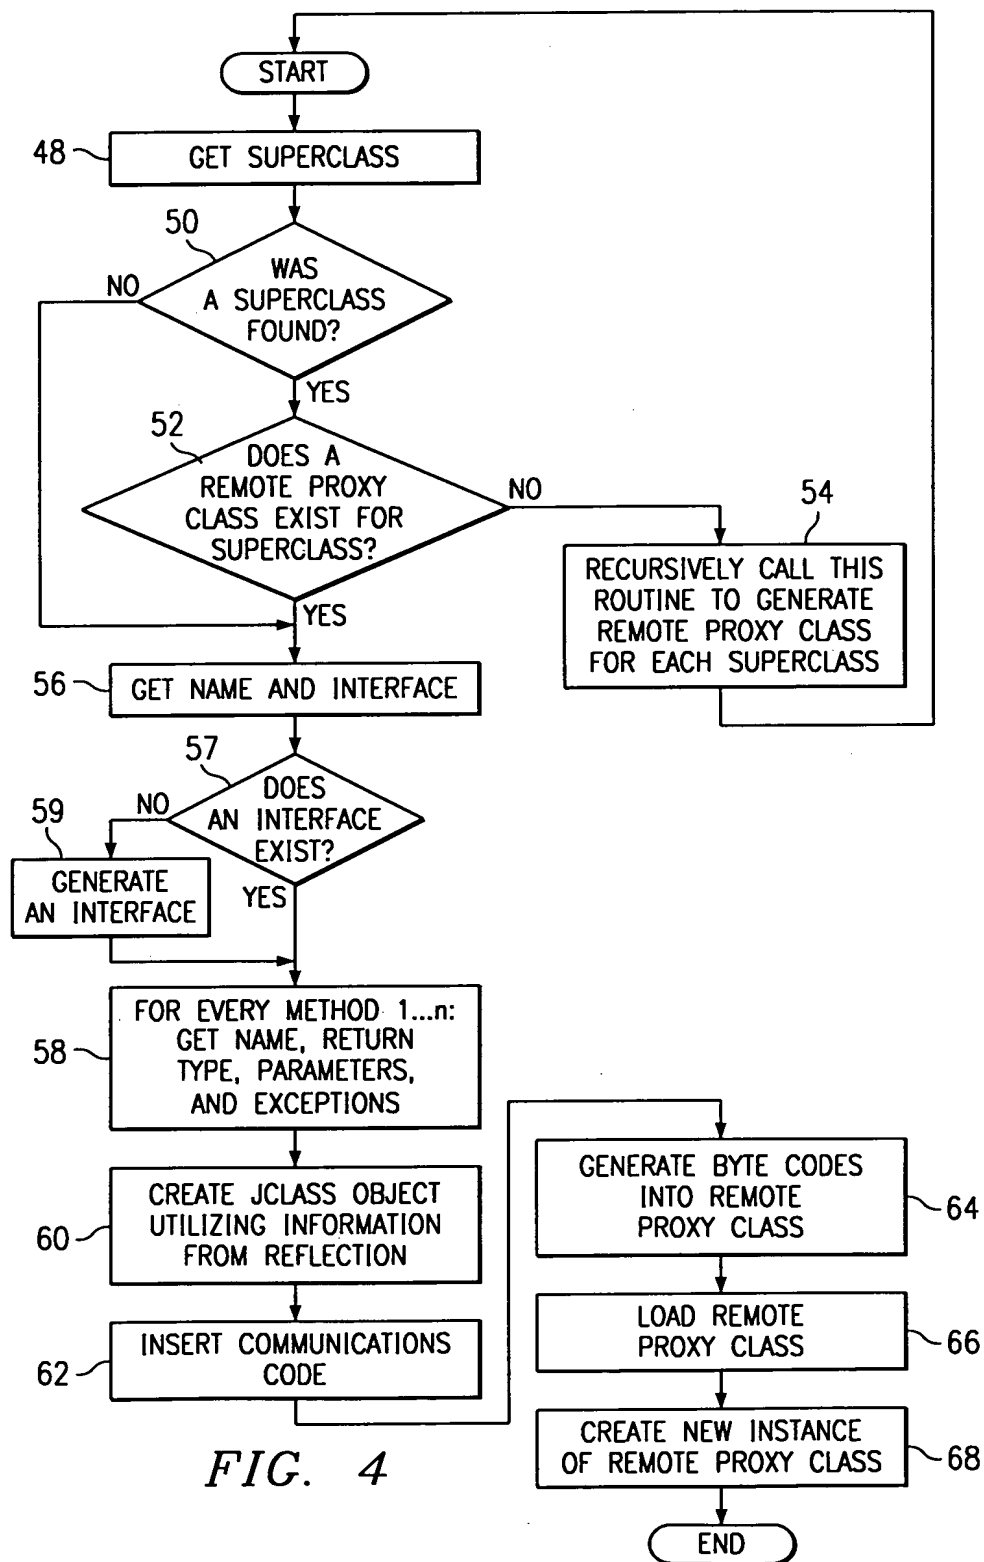 START
48
GET SUPERCLASS
50
WAS
A SUPERCLASS
FOUND?
NO
YES
52
DOES A
REMOTE PROXY
CLASS EXIST FOR
SUPERCLASS?
NO
YES
54
RECURSIVELY CALL THIS
ROUTINE TO GENERATE
REMOTE PROXY CLASS
FOR EACH SUPERCLASS
56
GET NAME AND INTERFACE
57
DOES
AN INTERFACE
EXIST?
NO
YES
59
GENERATE
AN INTERFACE
58
FOR EVERY METHOD 1...n:
GET NAME, RETURN
TYPE, PARAMETERS,
AND EXCEPTIONS
60
CREATE JCLASS OBJECT
UTILIZING INFORMATION
FROM REFLECTION
62
INSERT COMMUNICATIONS
CODE
GENERATE BYTE CODES
INTO REMOTE
PROXY CLASS
64
LOAD REMOTE
PROXY CLASS
66
CREATE NEW INSTANCE
OF REMOTE PROXY CLASS
68
END
FIG. 4